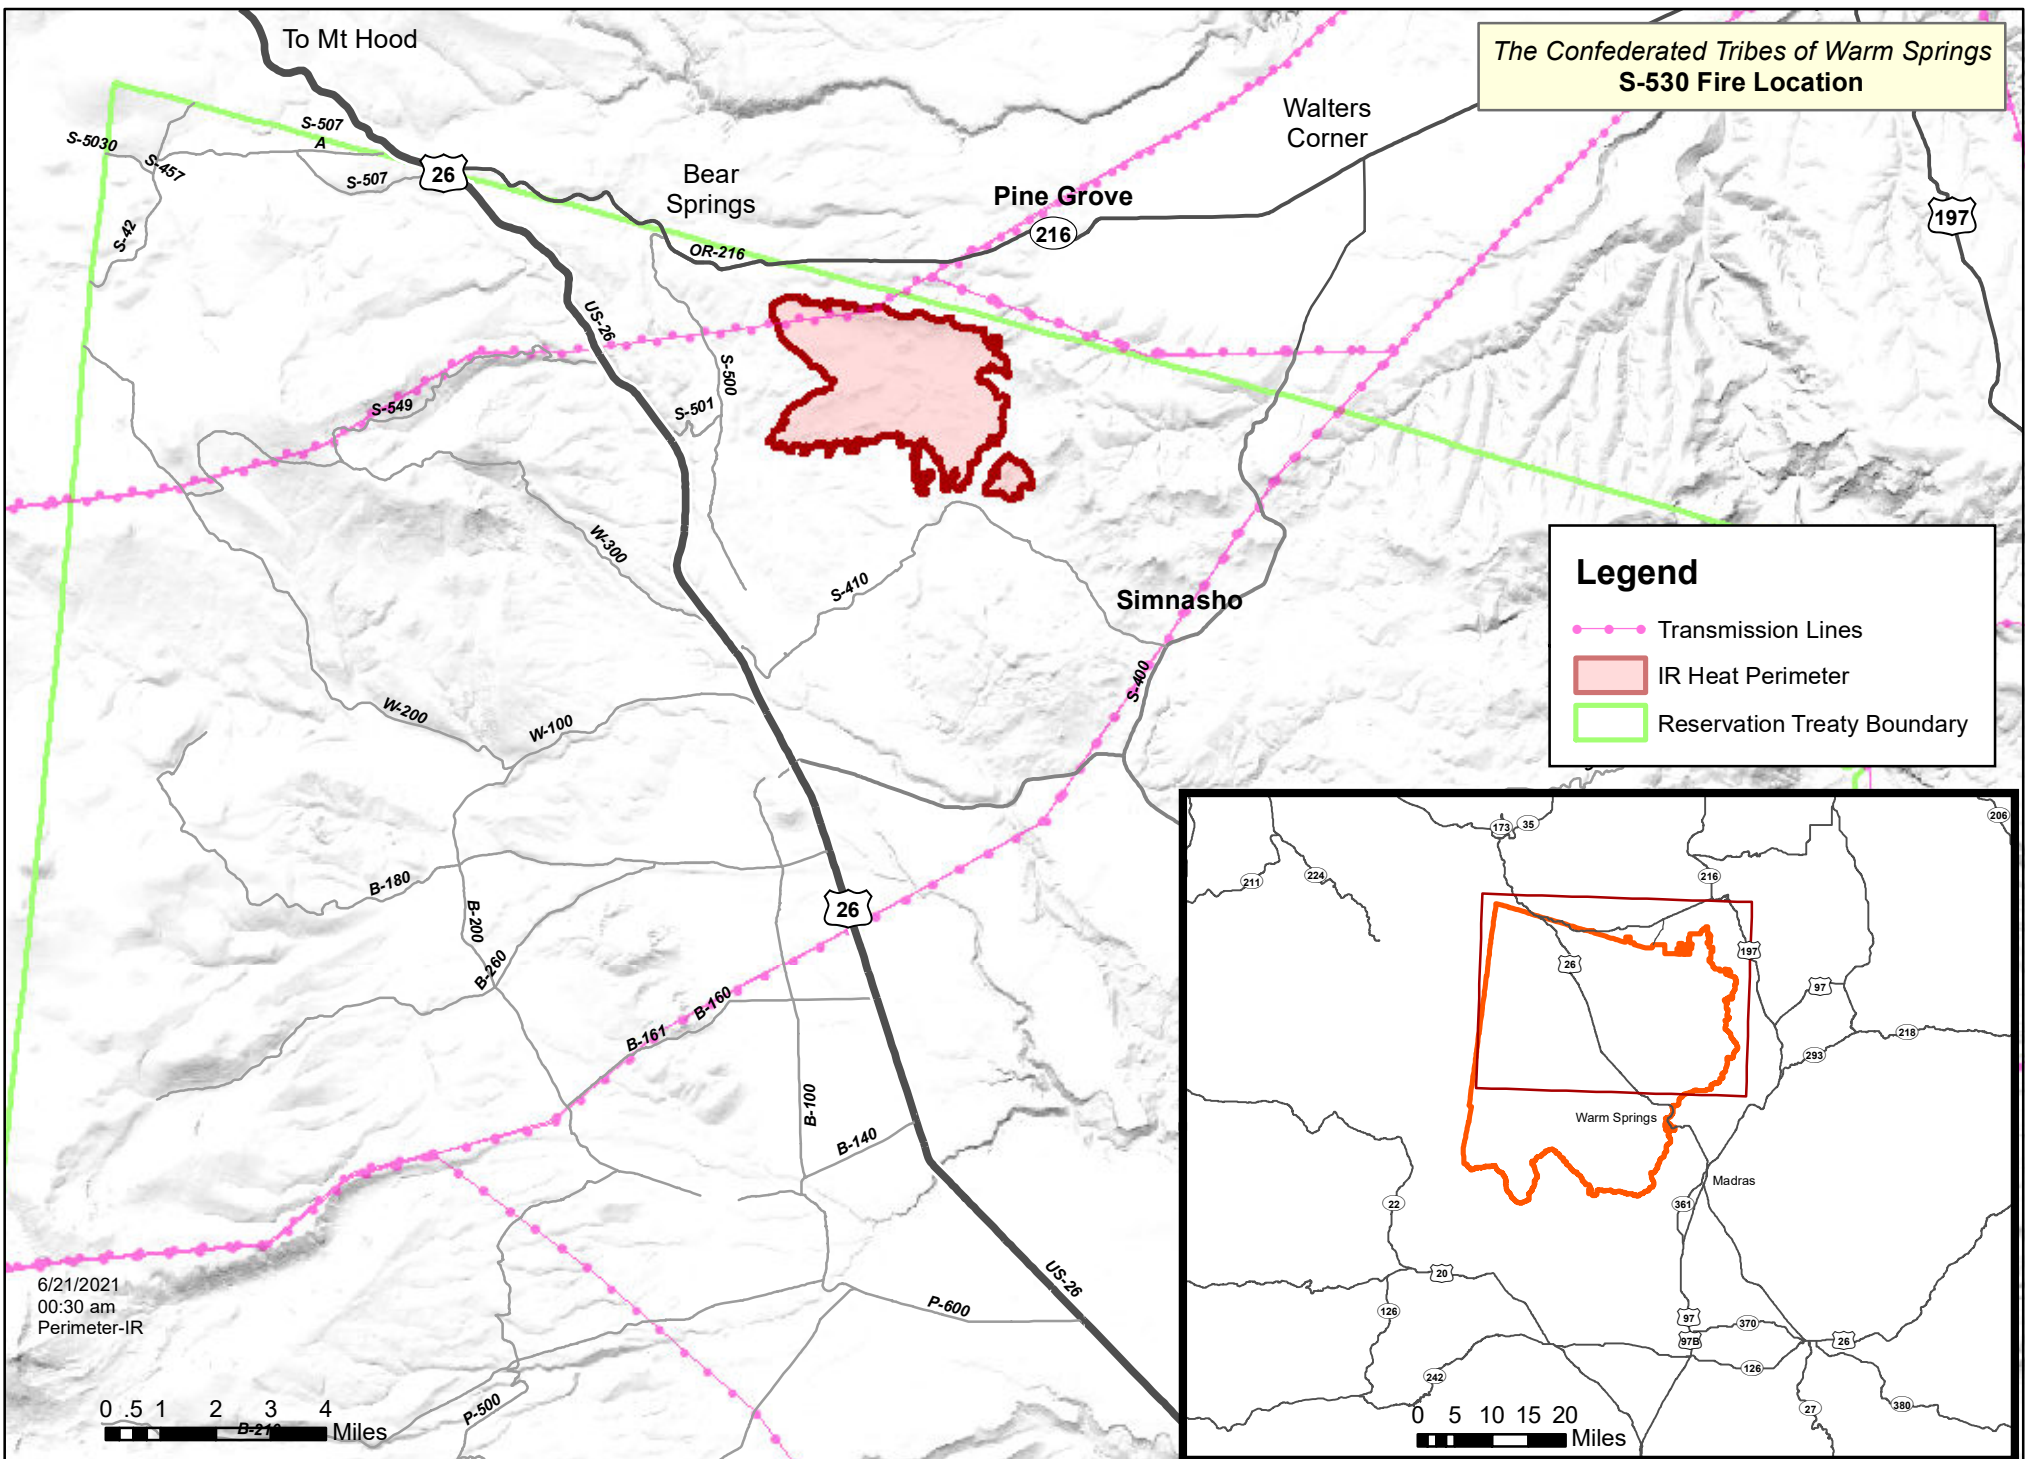 To Mt Hood
The Confederated Tribes of Warm Springs
S-530 Fire Location
Walters
Corner
S-507
A
S-5030
S-457
S-507
26
Bear
Springs
Pine Grove
216
197
S-42
OR-216
US-26
S-500
S-501
S-549
W-300
S-410
Simnasho
S-400
W-200
W-100
Legend
Transmission Lines
IR Heat Perimeter
Reservation Treaty Boundary
B-180
B-200
B-260
26
B-160
B-161
B-100
B-140
US-26
P-600
P-500
B-210
6/21/2021
00:30 am
Perimeter-IR
0 .5 1 2 3 4
Miles
173
35
206
211
224
216
26
197
97
218
293
Warm Springs
Madras
22
361
20
126
97
97B
370
26
126
242
27
380
0 5 10 15 20
Miles